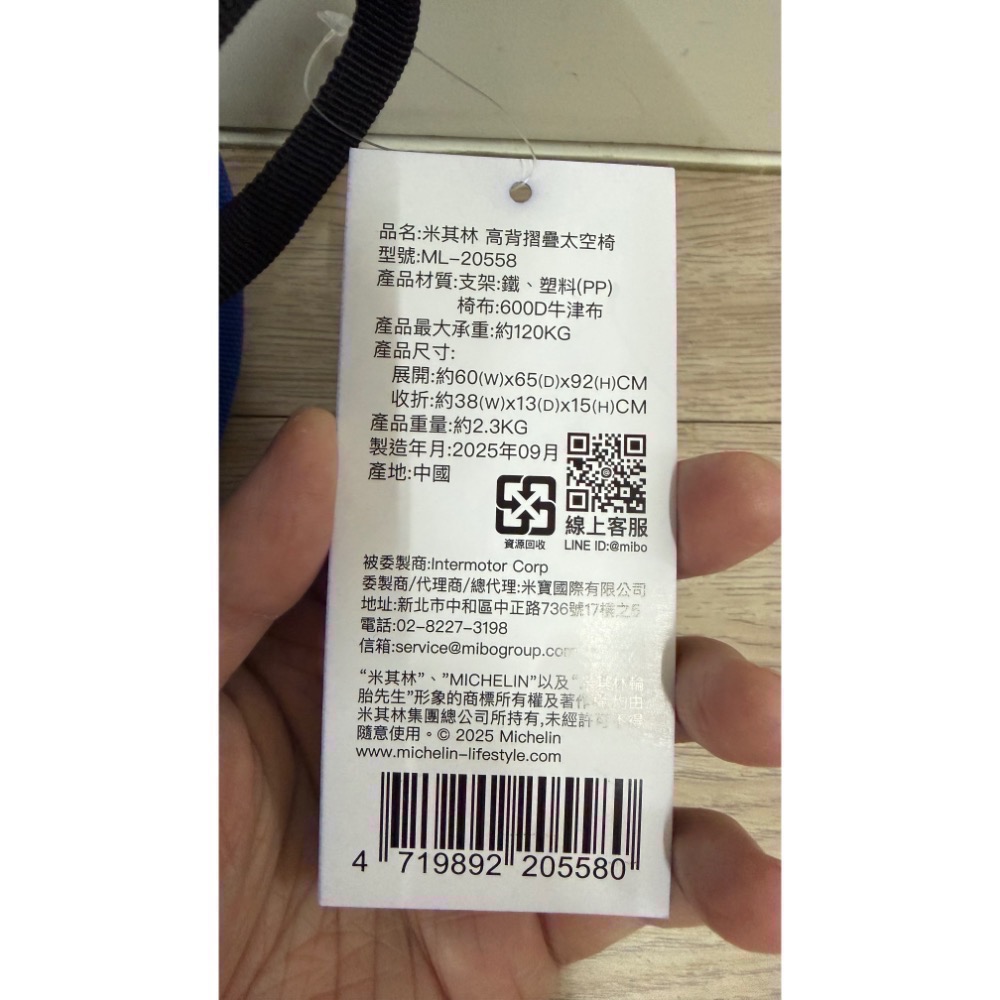 品名:米其林 高背摺疊太空椅
型號:ML-20558
產品材質:支架:鐵、塑料(PP)
椅布:600D牛津布
產品最大承重:約120KG
產品尺寸:
展開:約60(W)x65(D)x92(H)CM
收折:約38(W)x13(D)x15(H)CM
產品重量:約2.3KG
製造年月:2025年09月
產地:中國
資源回收
線上客服
LINE ID:@mibo
被委製商:Intermotor Corp
委製商/代理商/總代理:米寶國際有限公司
地址:新北市中和區中正路736號17樓之5
電話:02-8227-3198
信箱:service@mibogroup.com
“米其林”、”MICHELIN”以及“ 輪
胎先生”形象的商標所有權及著作 均由
米其林集團總公司所持有,未經許可
隨意使用。© 2025 Michelin
www.michelin-lifestyle.com
4 719892 205580